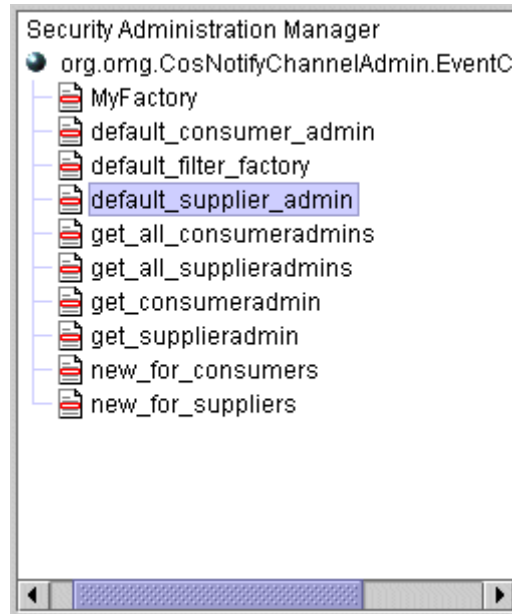 Security Administration Manager
org.omg.CosNotifyChannelAdmin.EventC
MyFactory
default_consumer_admin
default_filter_factory
default_supplier_admin
get_all_consumeradmins
get_all_supplieradmins
get_consumeradmin
get_supplieradmin
new_for_consumers
new_for_suppliers